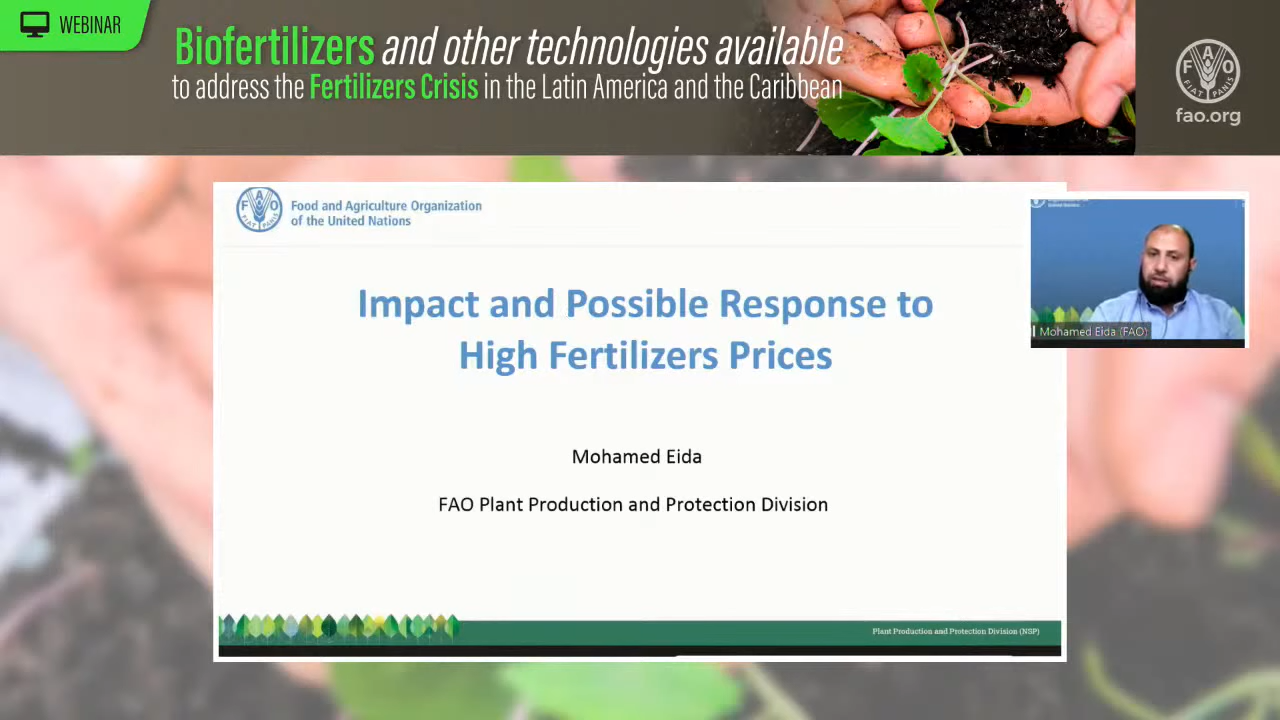 WEBINAR
Biofertilizers and other technologies available
to address the Fertilizers Crisis in the Latin America and the Caribbean
F A O
FIAT PANIS
fao.org
F A O
FIAT PANIS
Food and Agriculture Organization
of the United Nations
Impact and Possible Response to
High Fertilizers Prices
Mohamed Eida
FAO Plant Production and Protection Division
Plant Production and Protection Division (NSP)
Mohamed Eida (FAO)